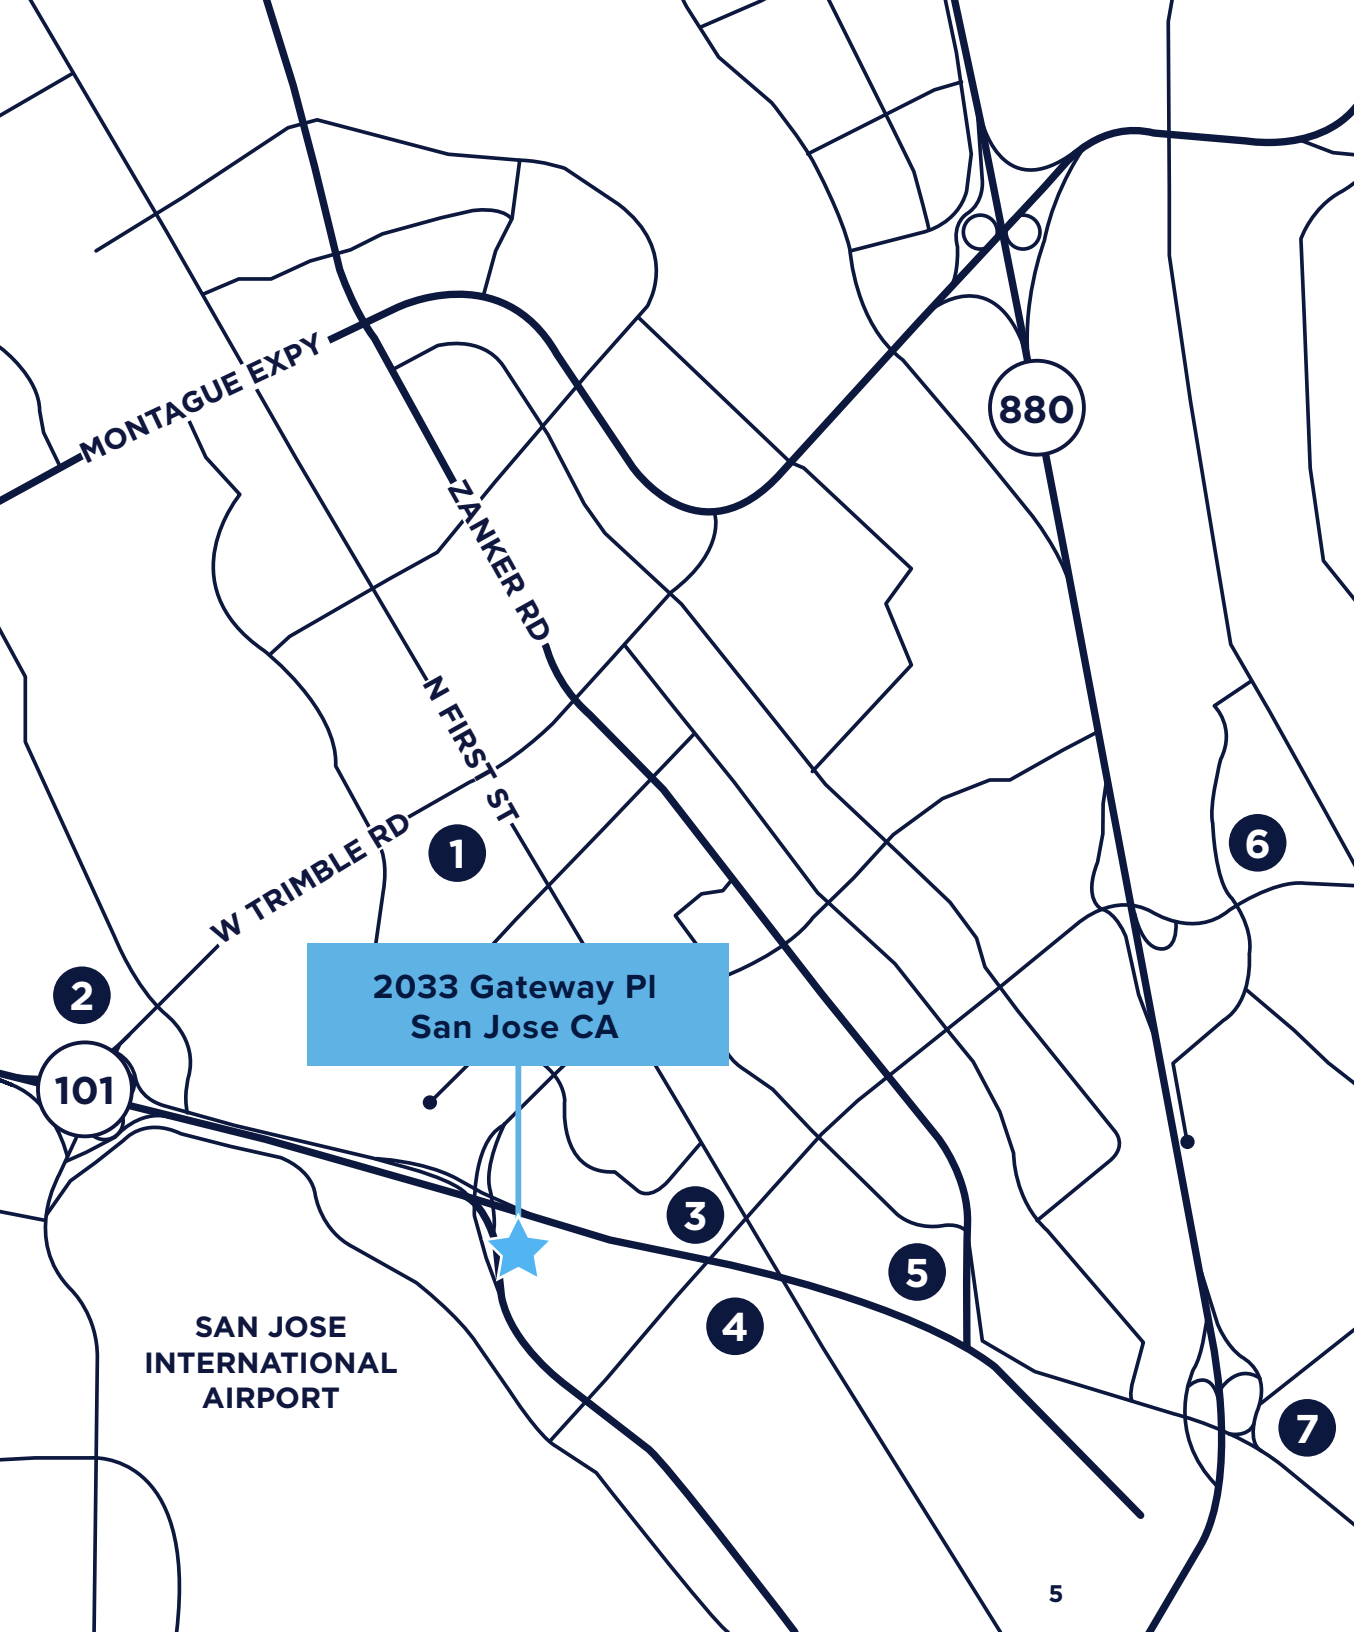 880
MONTAGUE EXPY
ZANKER RD
N FIRST ST
W TRIMBLE RD
1
6
2
2033 Gateway Pl
San Jose CA
101
3
5
4
SAN JOSE
INTERNATIONAL
AIRPORT
7
5